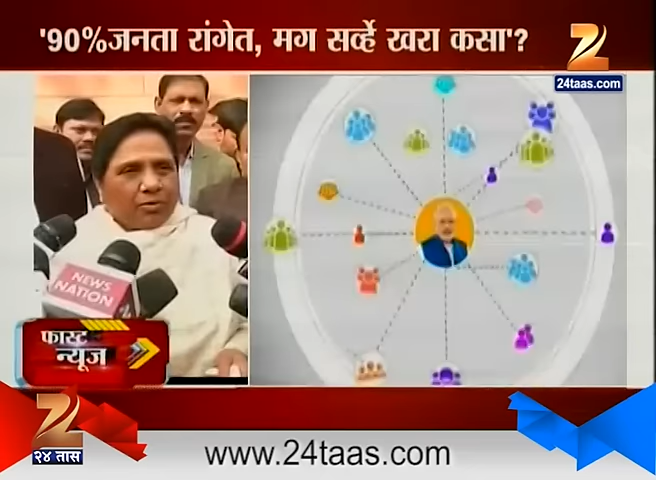 '90%जनता रांगेत, मग सर्व्हे खरा कसा'?
24taas.com
NEWS
NATION
फास्ट
न्यूज
२४ तास
www.24taas.com